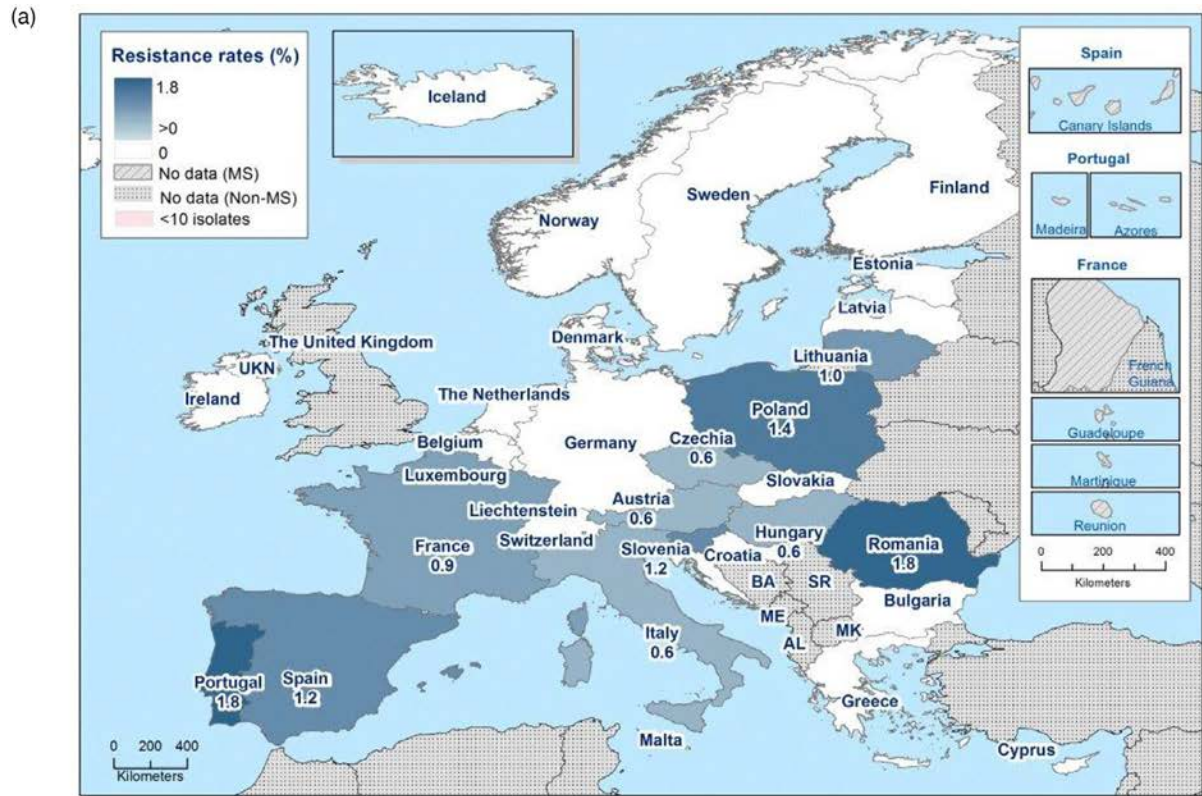 (a)
Resistance rates (%)
1.8
>0
0
No data (MS)
No data (Non-MS)
<10 isolates
Iceland
Spain
Canary Islands
Portugal
Madeira
Azores
France
French
Guiana
Guadeloupe
Martinique
Reunion
0 200 400
Kilometers
Norway
Sweden
Finland
Estonia
Latvia
Lithuania
1.0
Denmark
The United Kingdom
UKN
Ireland
The Netherlands
Belgium
Luxembourg
Germany
Poland
1.4
Czechia
0.6
Slovakia
Liechtenstein
Austria
0.6
Switzerland
France
0.9
Hungary
0.6
Slovenia
1.2
Croatia
Romania
1.8
BA
SR
Bulgaria
ME
MK
AL
Italy
0.6
Portugal
1.8
Spain
1.2
Greece
Malta
Cyprus
0 200 400
Kilometers